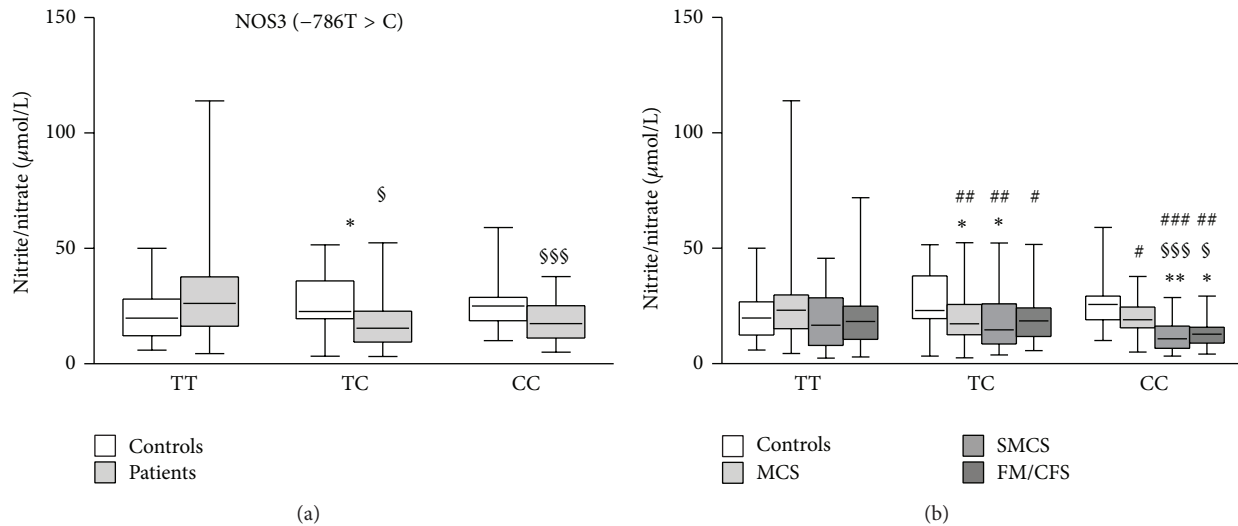 NOS3 (−786T > C)
Nitrite/nitrate (μmol/L)
150
100
50
0
*
§
§§§
TT
TC
CC
Controls
Patients
(a)
Nitrite/nitrate (μmol/L)
150
100
50
0
## ## #
* *
### ##
# §§§ §
** *
TT
TC
CC
Controls
MCS
SMCS
FM/CFS
(b)